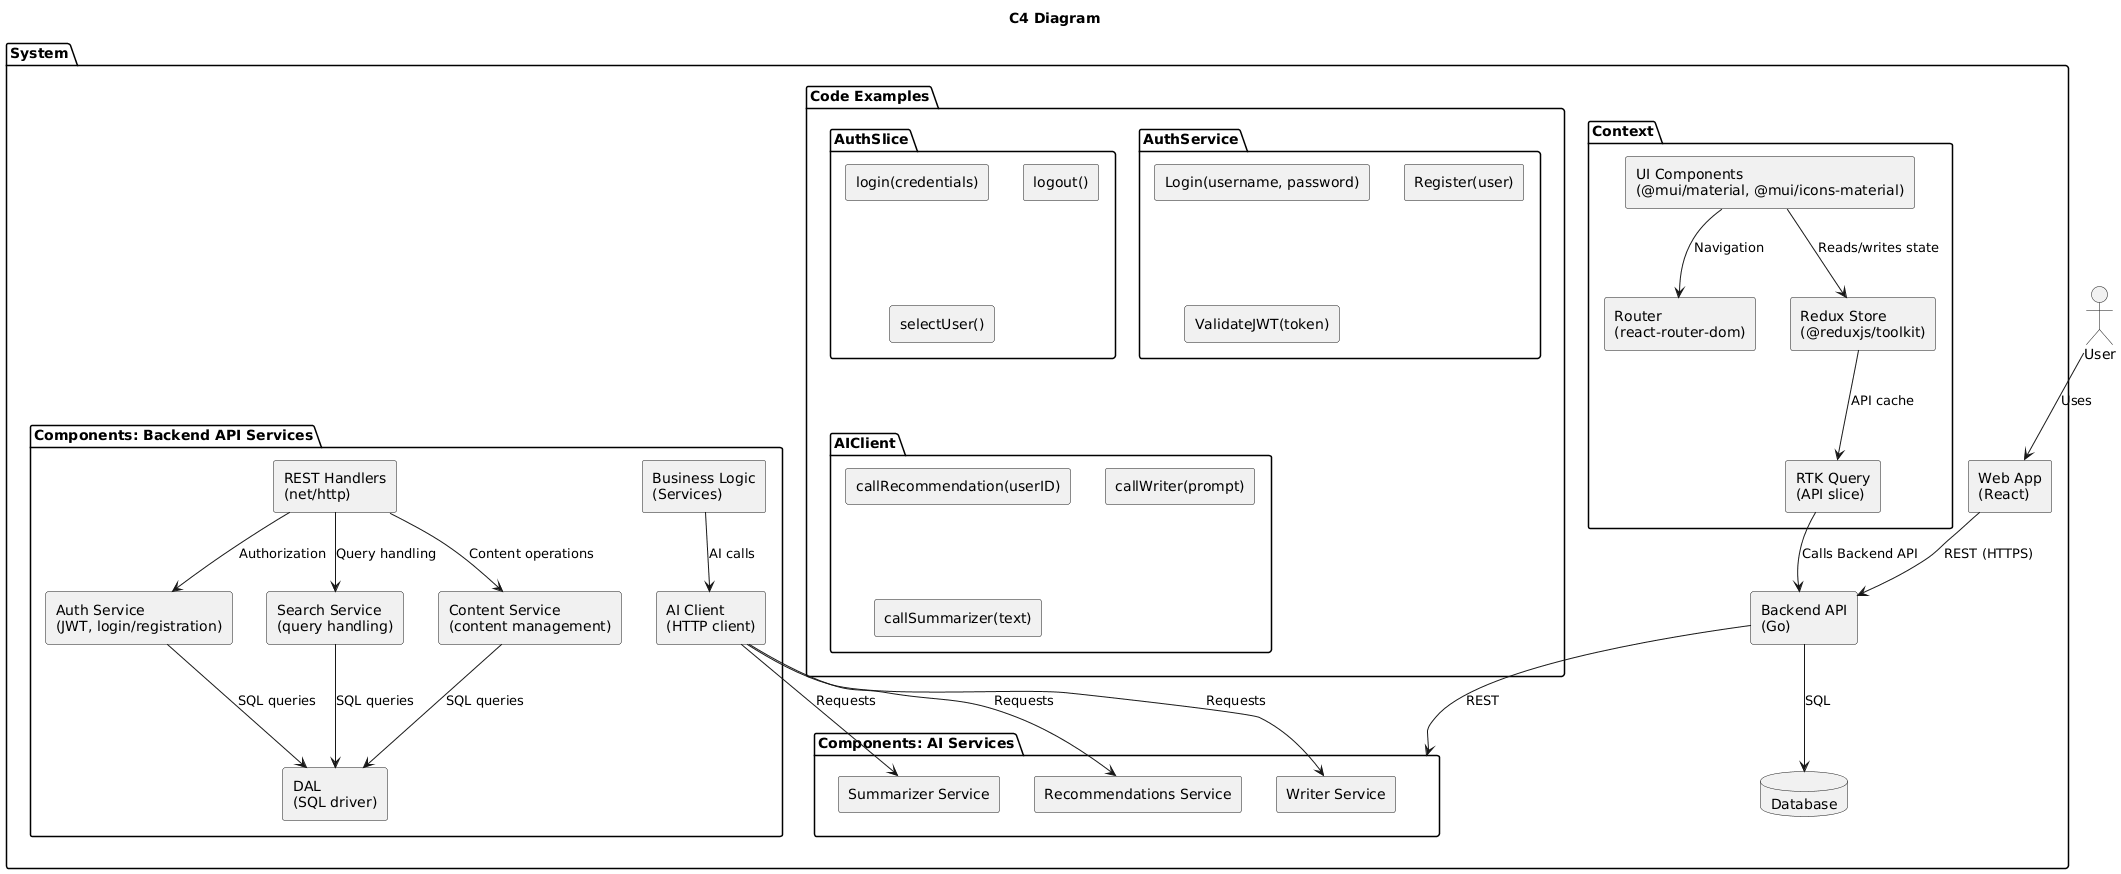 C4 Diagram
System
Code Examples
AuthSlice
login(credentials)
logout()
selectUser()
AuthService
Login(username, password)
Register(user)
ValidateJWT(token)
AIClient
callRecommendation(userID)
callWriter(prompt)
callSummarizer(text)
Context
UI Components
(@mui/material, @mui/icons-material)
Navigation
Reads/writes state
Router
(react-router-dom)
Redux Store
(@reduxjs/toolkit)
API cache
RTK Query
(API slice)
User
Uses
Web App
(React)
Calls Backend API
REST (HTTPS)
Backend API
(Go)
REST
SQL
Database
Components: Backend API Services
REST Handlers
(net/http)
Business Logic
(Services)
Authorization
Query handling
Content operations
AI calls
Auth Service
(JWT, login/registration)
Search Service
(query handling)
Content Service
(content management)
AI Client
(HTTP client)
SQL queries
SQL queries
SQL queries
DAL
(SQL driver)
Requests
Requests
Requests
Components: AI Services
Summarizer Service
Recommendations Service
Writer Service